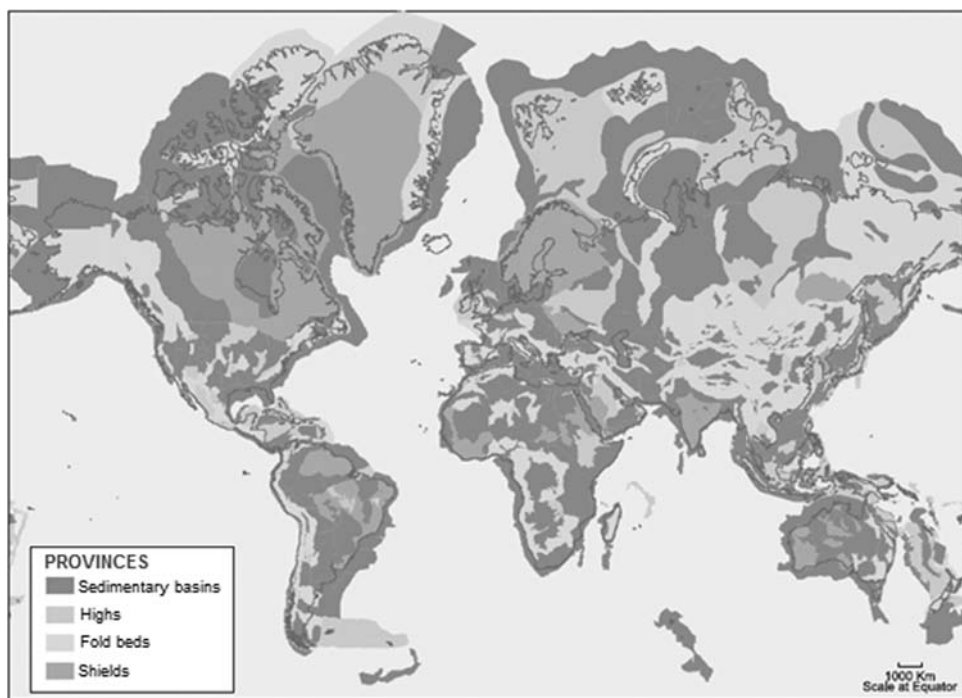 PROVINCES
Sedimentary basins
Highs
Fold beds
Shields
1000 Km
Scale at Equator